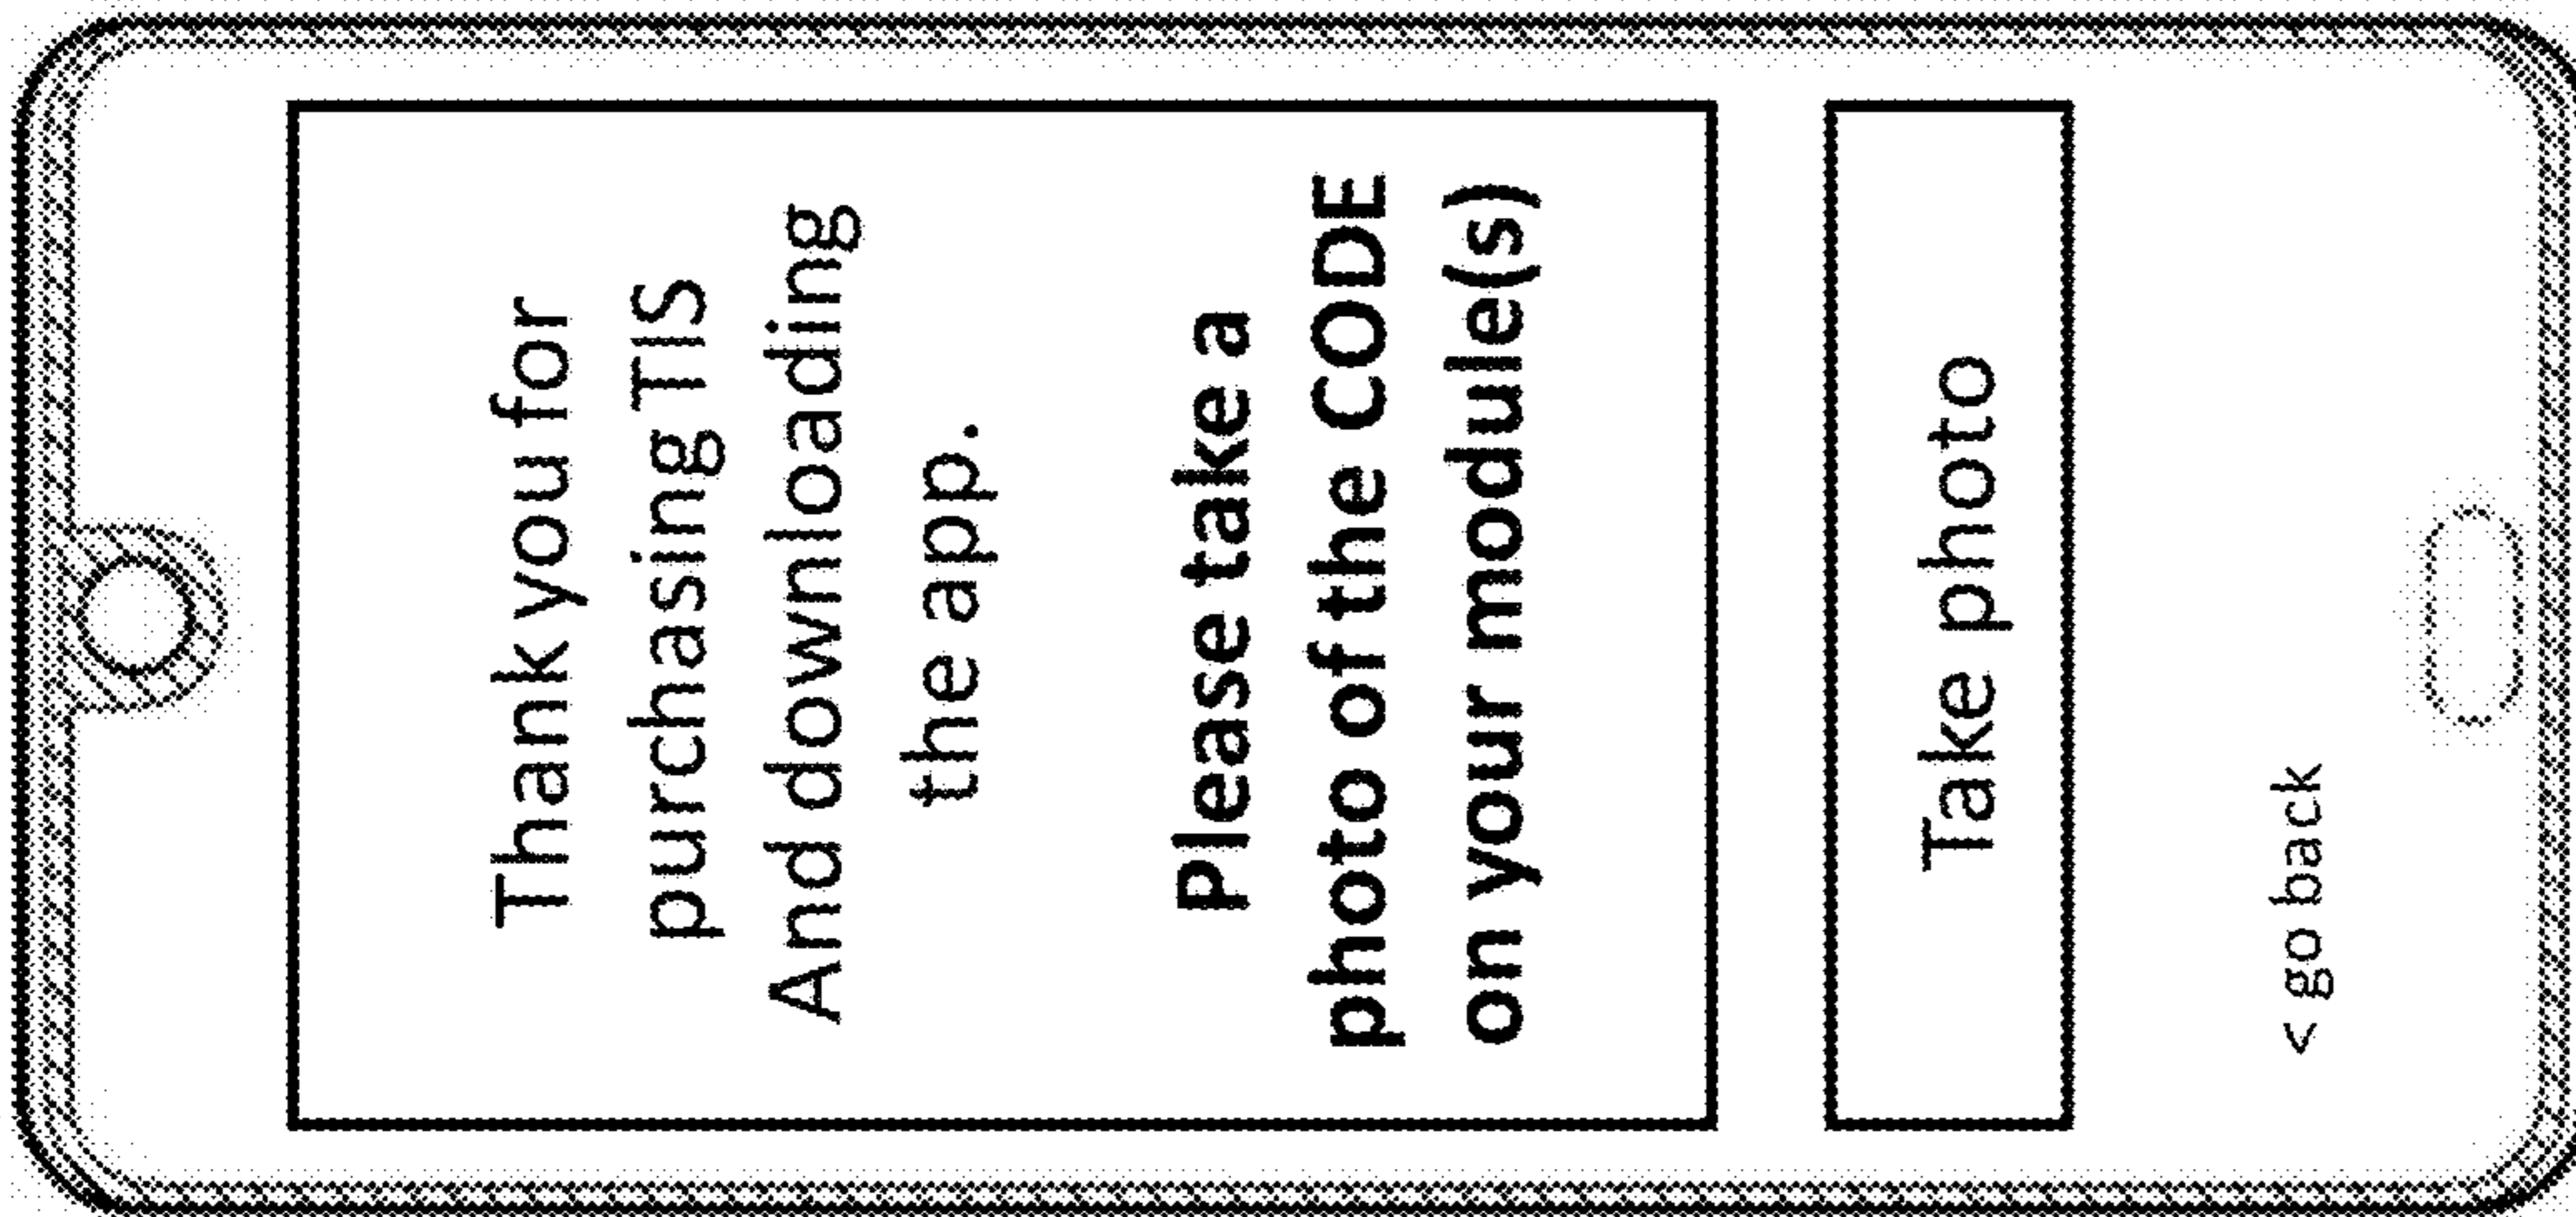 Thank you for
purchasing TIS
And downloading
the app.
Please take a
photo of the CODE
on your module(s)
Take photo
< go back